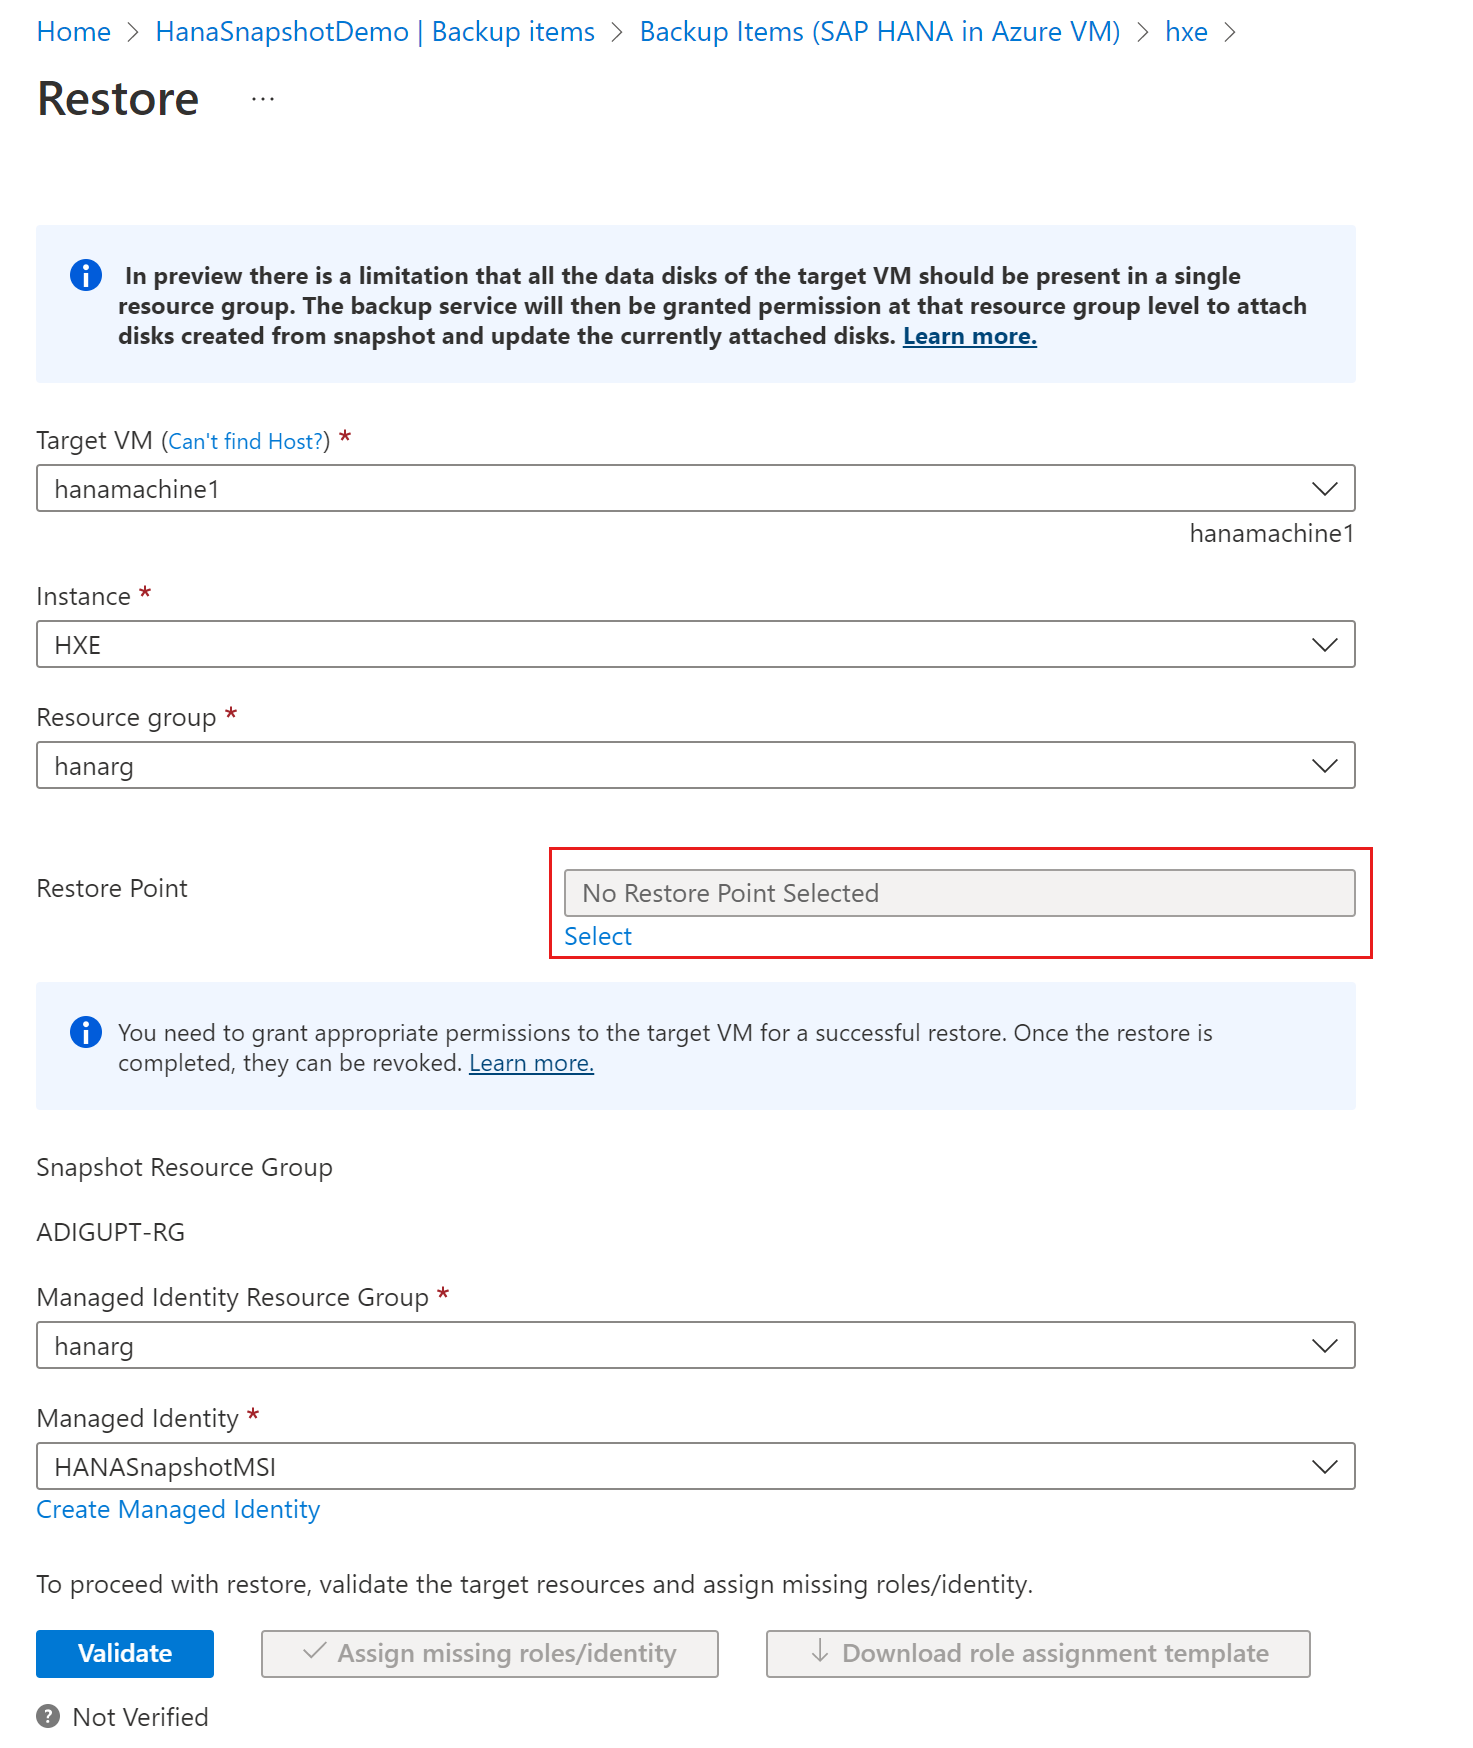 Home > HanaSnapshotDemo | Backup items > Backup Items (SAP HANA in Azure VM) > hxe >
Restore ...
In preview there is a limitation that all the data disks of the target VM should be present in a single
resource group. The backup service will then be granted permission at that resource group level to attach
disks created from snapshot and update the currently attached disks. Learn more.
Target VM (Can't find Host?) *
hanamachine1
hanamachine1
Instance *
HXE
Resource group *
hanarg
Restore Point
No Restore Point Selected
Select
You need to grant appropriate permissions to the target VM for a successful restore. Once the restore is
completed, they can be revoked. Learn more.
Snapshot Resource Group
ADIGUPT-RG
Managed Identity Resource Group *
hanarg
Managed Identity *
HANASnapshotMSI
Create Managed Identity
To proceed with restore, validate the target resources and assign missing roles/identity.
Validate Assign missing roles/identity Download role assignment template
Not Verified